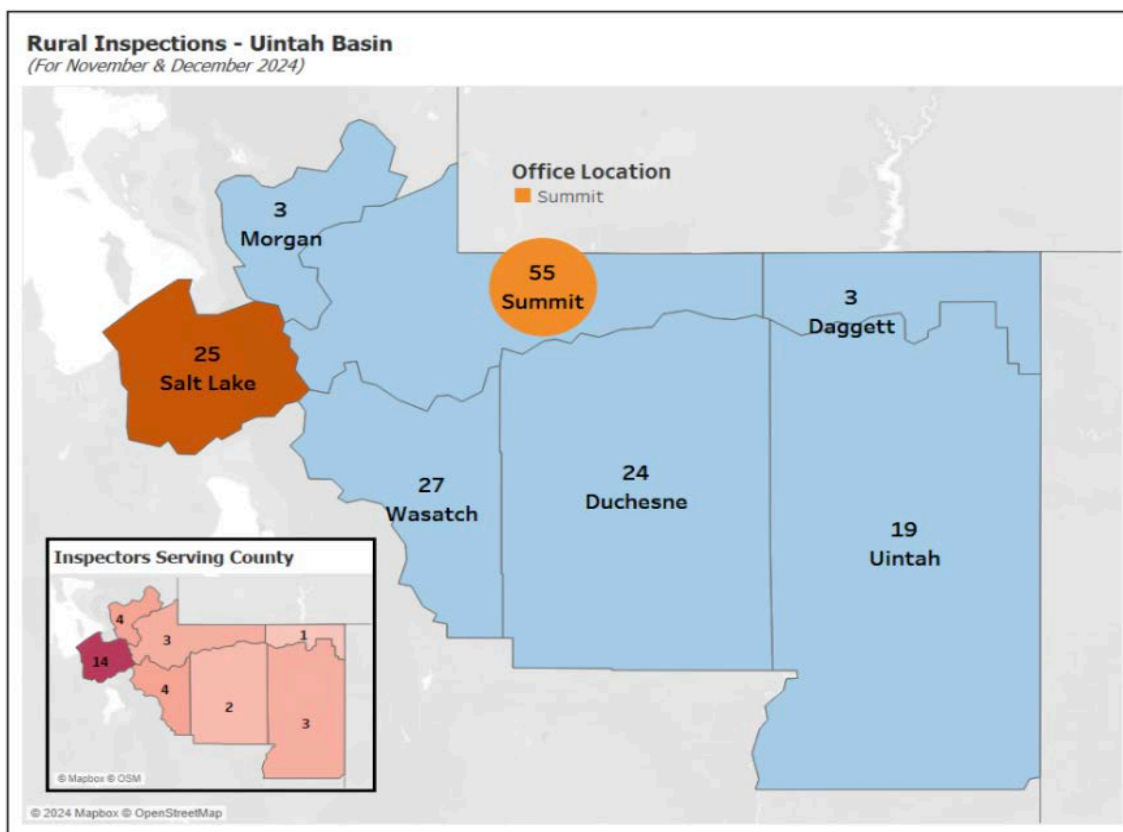 Rural Inspections - Uintah Basin
(For November & December 2024)
Office Location
Summit
3
Morgan
55
Summit
3
Daggett
25
Salt Lake
27
Wasatch
24
Duchesne
19
Uintah
Inspectors Serving County
4
3
1
14
4
2
3
© Mapbox © OSM
© 2024 Mapbox © OpenStreetMap